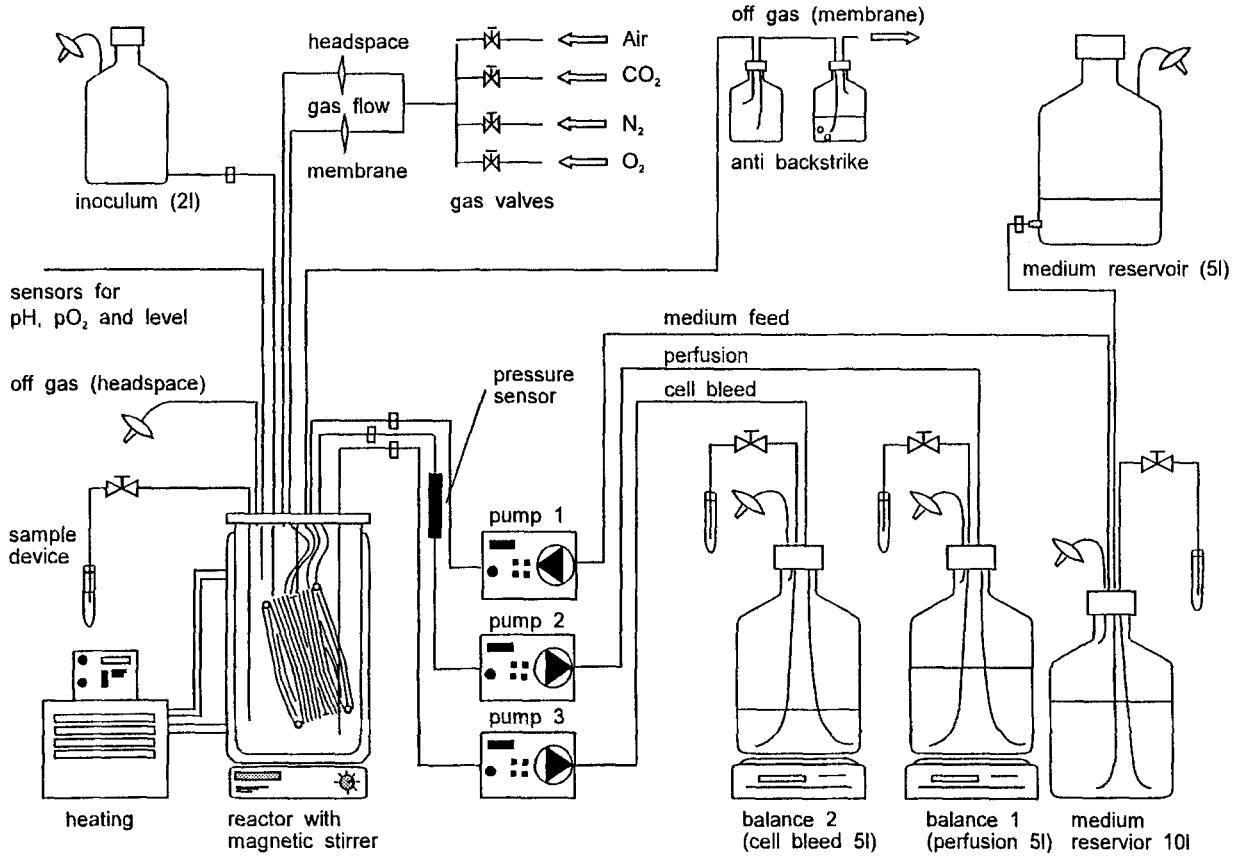 off gas (membrane)
headspace
Air
CO₂
gas flow
N₂
membrane
O₂
anti backstrike
inoculum (2l)
gas valves
medium reservoir (5l)
sensors for
pH, pO₂ and level
medium feed
off gas (headspace)
perfusion
pressure
sensor
cell bleed
pump 1
sample
device
pump 2
pump 3
heating
reactor with
magnetic stirrer
balance 2
(cell bleed 5l)
balance 1
(perfusion 5l)
medium
reservior 10l